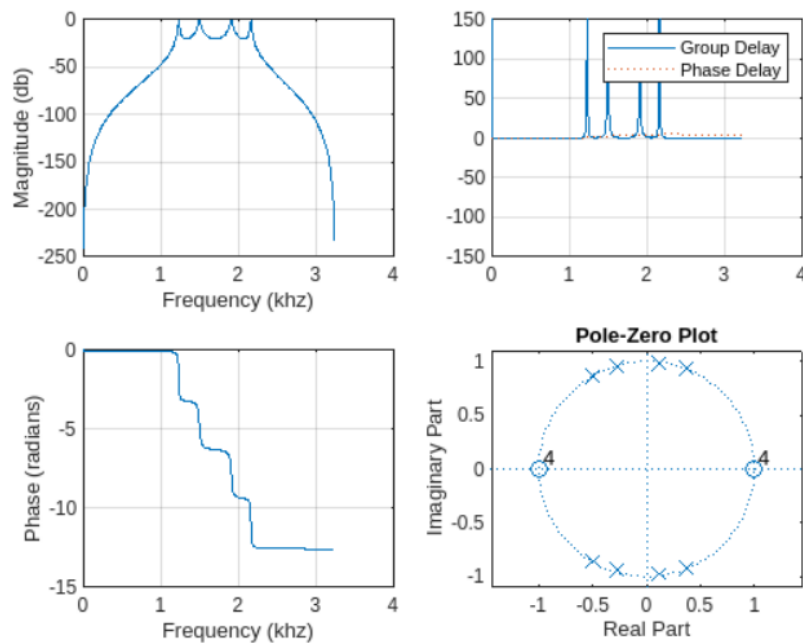 0
-50
-100
-150
-200
-250
Magnitude (db)
0 1 2 3 4
Frequency (khz)
150
100
50
0
-50
-100
-150
Group Delay
Phase Delay
0 1 2 3 4
0
-5
-10
-15
Phase (radians)
0 1 2 3 4
Frequency (khz)
Pole-Zero Plot
1
0.5
0
-0.5
-1
Imaginary Part
4 4
-1 -0.5 0 0.5 1
Real Part